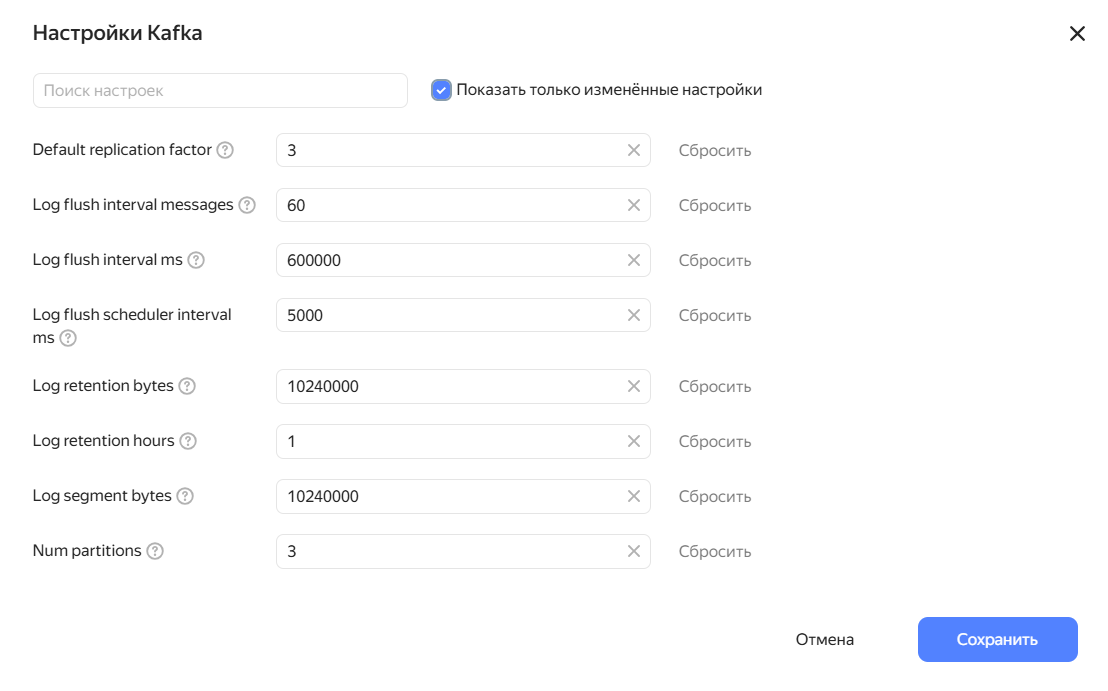 Настройки Kafka
Поиск настроек
Показать только изменённые настройки
Default replication factor
3
Сбросить
Log flush interval messages
60
Сбросить
Log flush interval ms
600000
Сбросить
Log flush scheduler interval
ms
5000
Сбросить
Log retention bytes
10240000
Сбросить
Log retention hours
1
Сбросить
Log segment bytes
10240000
Сбросить
Num partitions
3
Сбросить
Отмена
Сохранить